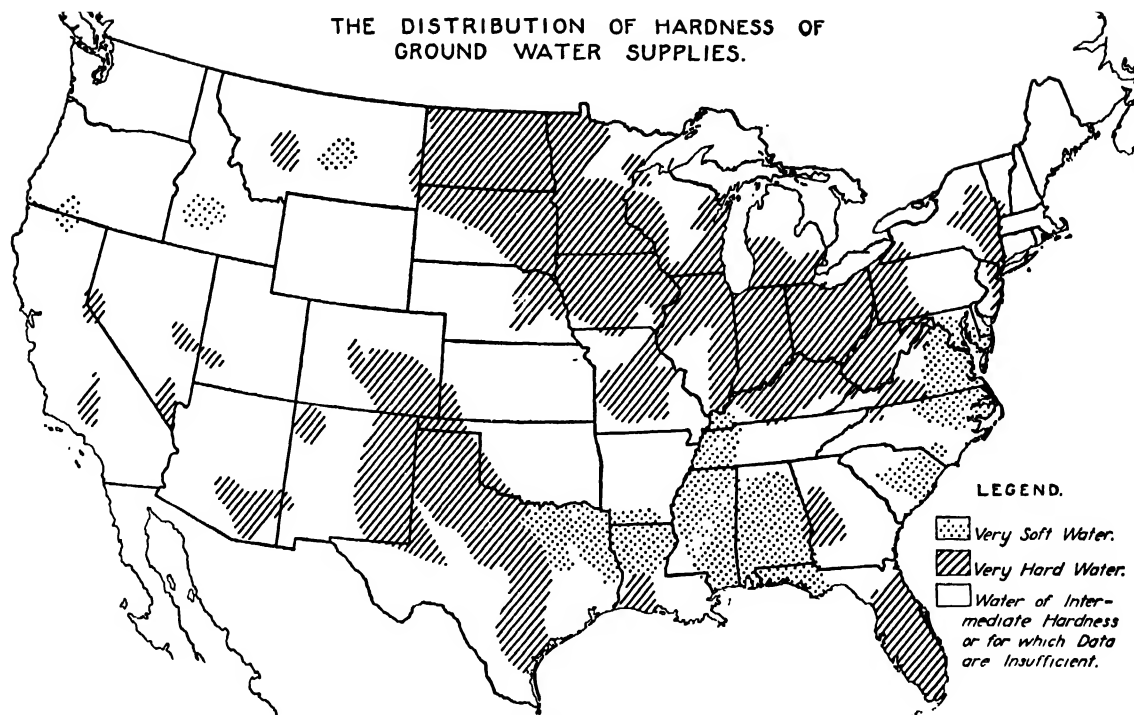 THE DISTRIBUTION OF HARDNESS OF
GROUND WATER SUPPLIES.
LEGEND.
Very Soft Water.
Very Hard Water.
Water of Inter-
mediate Hardness
or for which Data
are Insufficient.